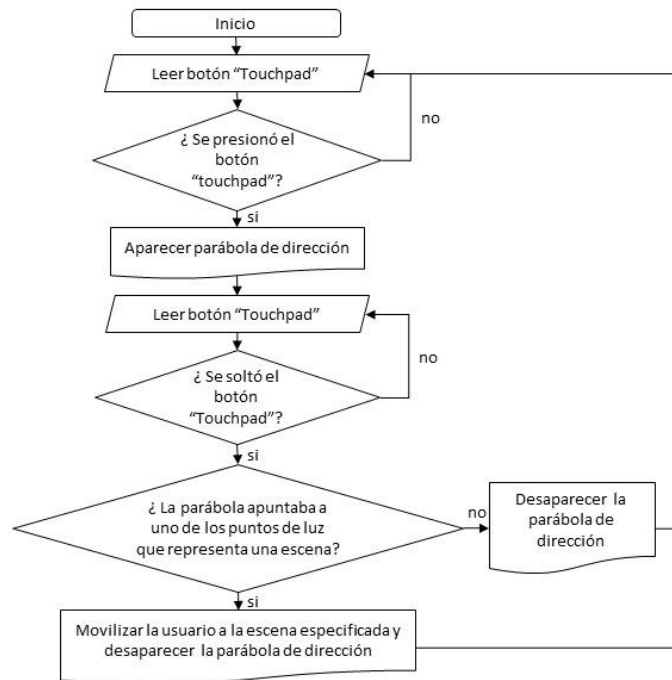 Inicio
Leer botón “Touchpad”
¿ Se presionó el
botón
“touchpad”?
no
si
Aparecer parábola de dirección
Leer botón “Touchpad”
¿ Se soltó el
botón
“Touchpad”?
no
si
¿ La parábola apuntaba a
uno de los puntos de luz
que representa una escena?
no
Desaparecer la
parábola de
dirección
si
Movilizar la usuario a la escena especificada y
desaparecer la parábola de dirección